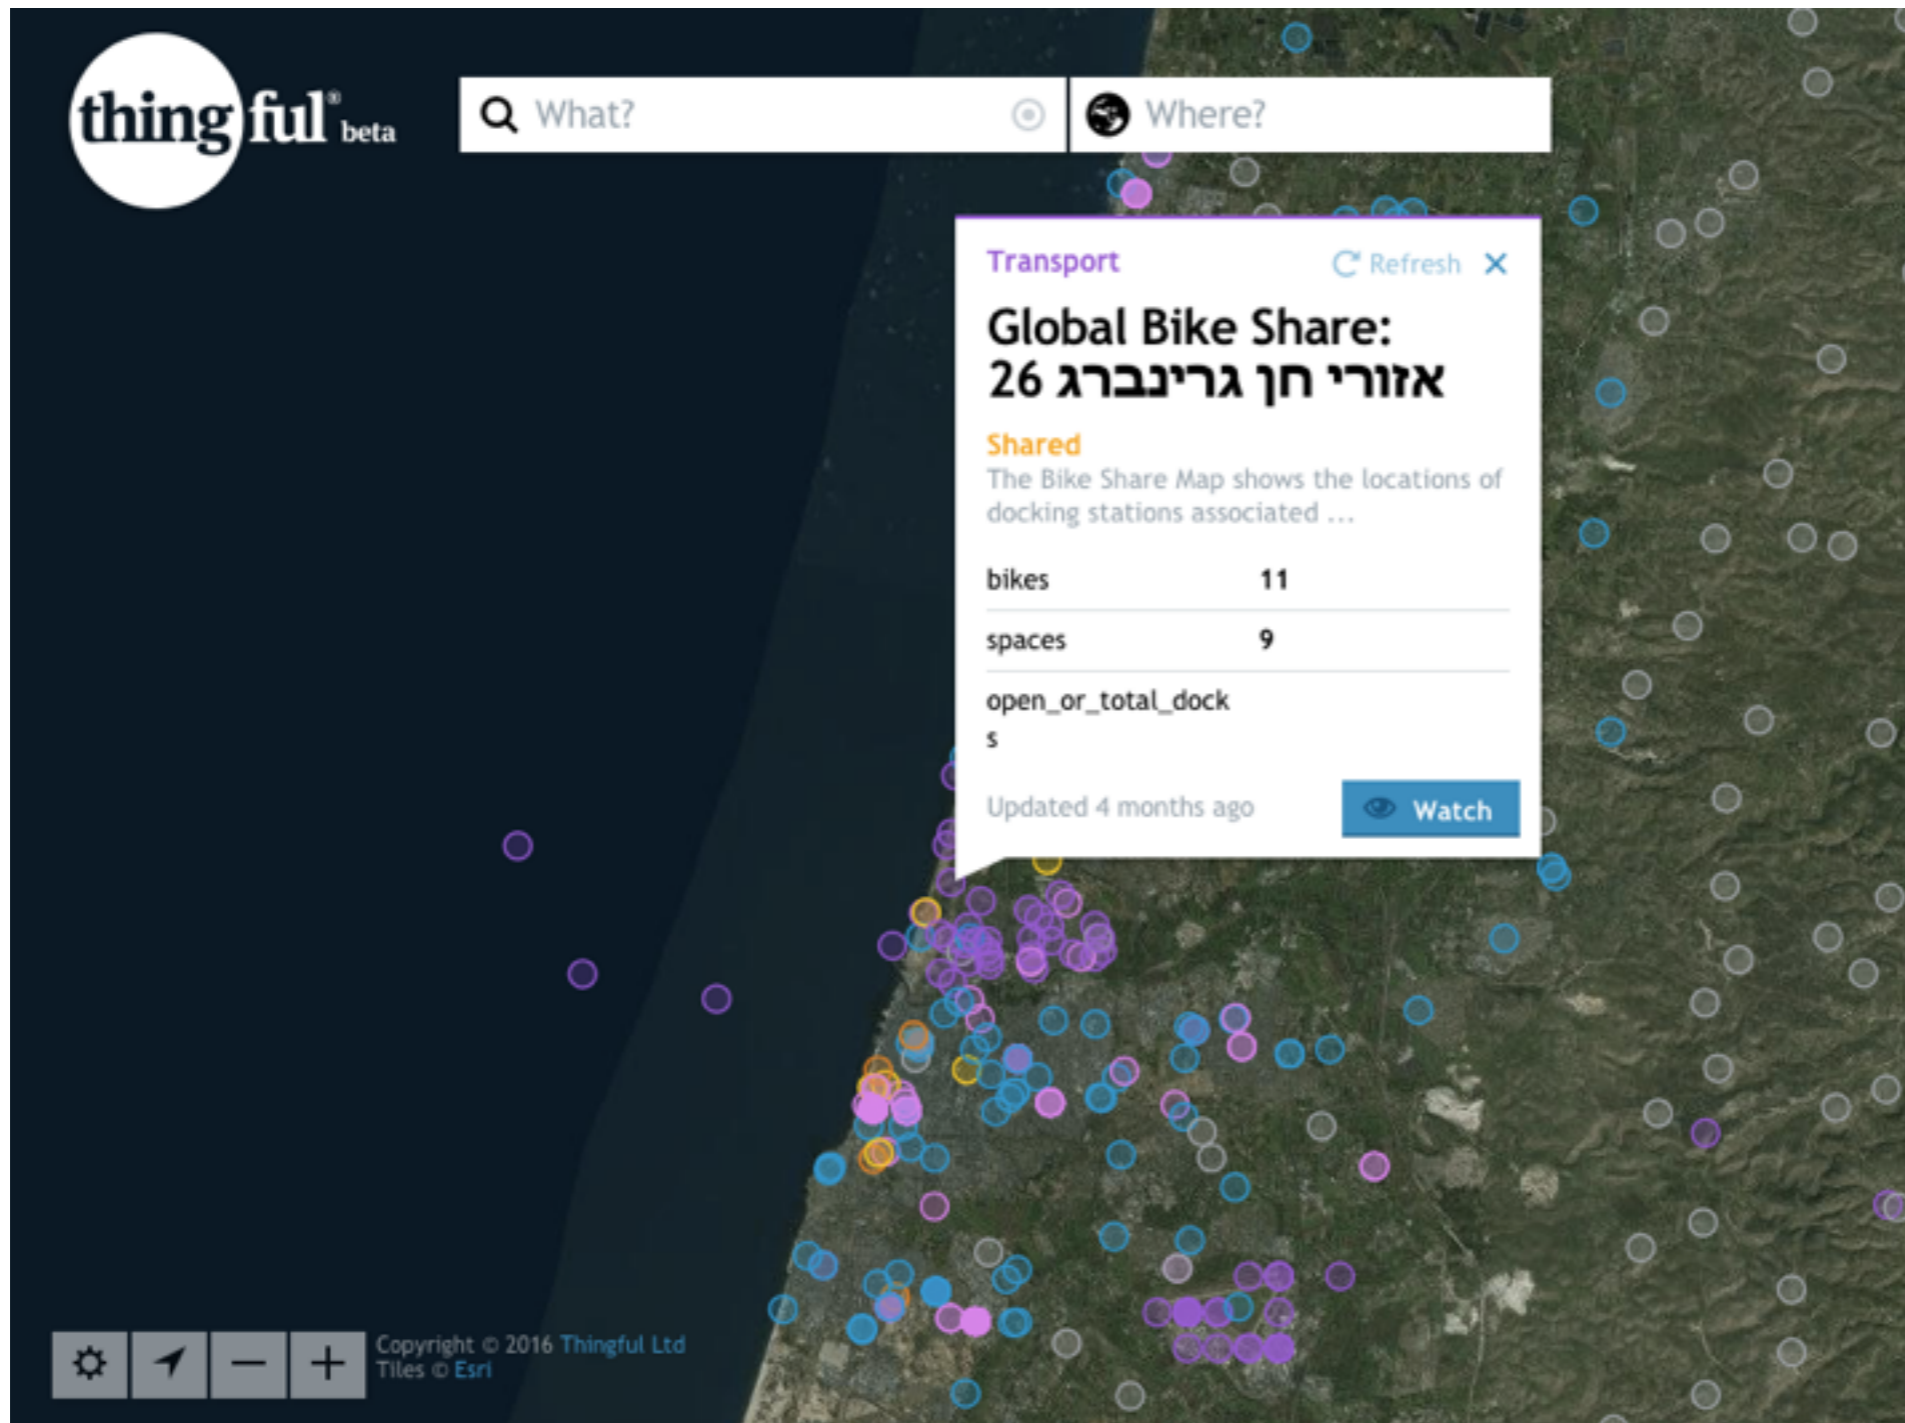 thingful® beta
What?
Where?
Transport
Refresh
Global Bike Share:
אזורי חן גרינברג 26
Shared
The Bike Share Map shows the locations of
docking stations associated ...
bikes 11
spaces 9
open_or_total_dock
s
Updated 4 months ago
Watch
Copyright © 2016 Thingful Ltd
Tiles © Esri